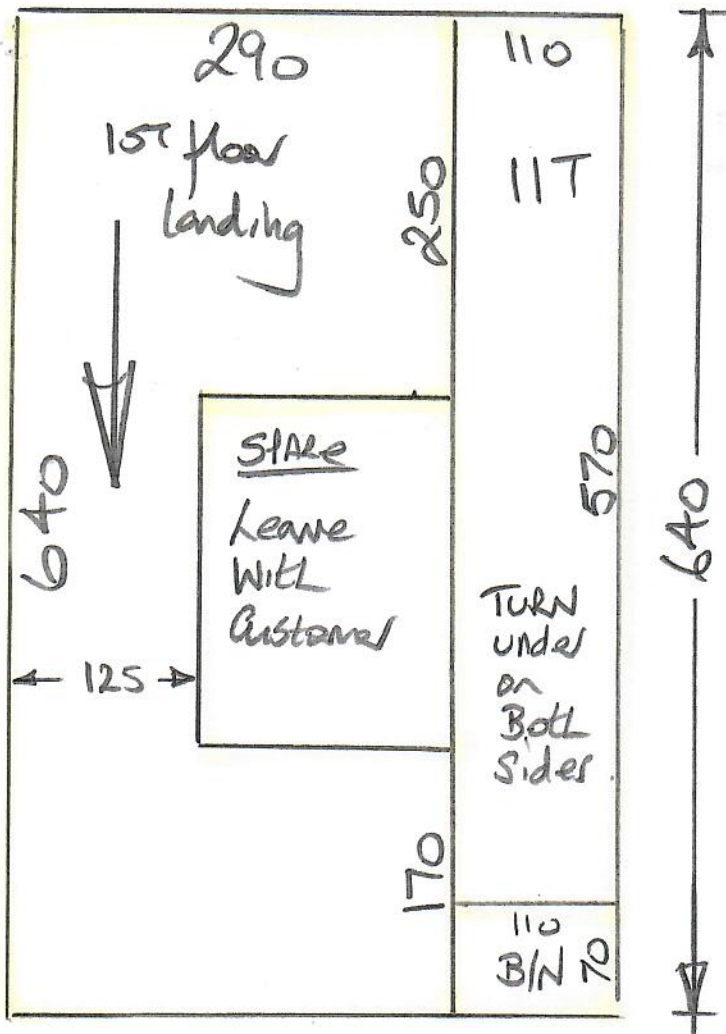 290
1ST floor
landing
250
110
11T
640
125
SPARE
Leave
With
Customer
570
640
TURN
under
on
Both
Sides
170
110
B/N 70